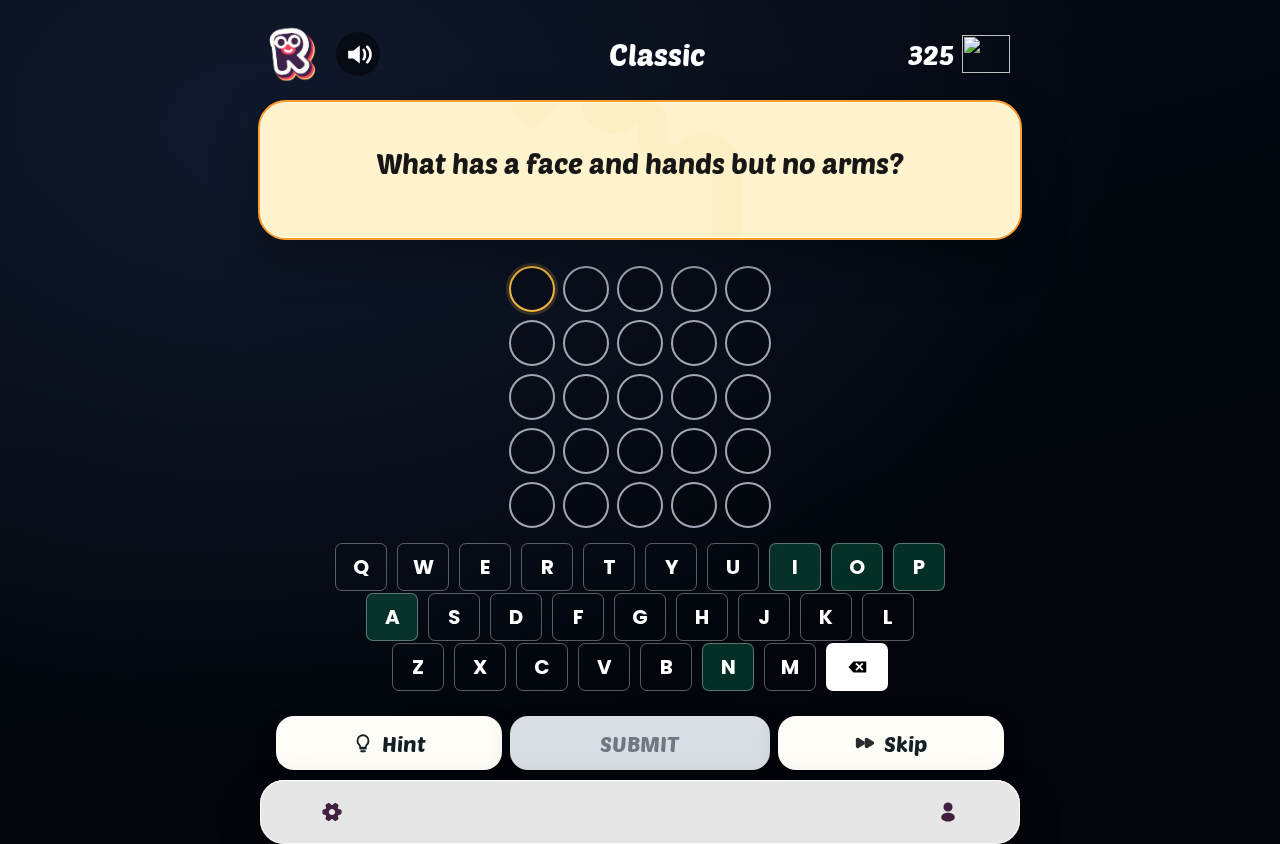 Classic
325
What has a face and hands but no arms?
Q W E R T Y U I O P
A S D F G H J K L
Z X C V B N M
Hint
SUBMIT
Skip